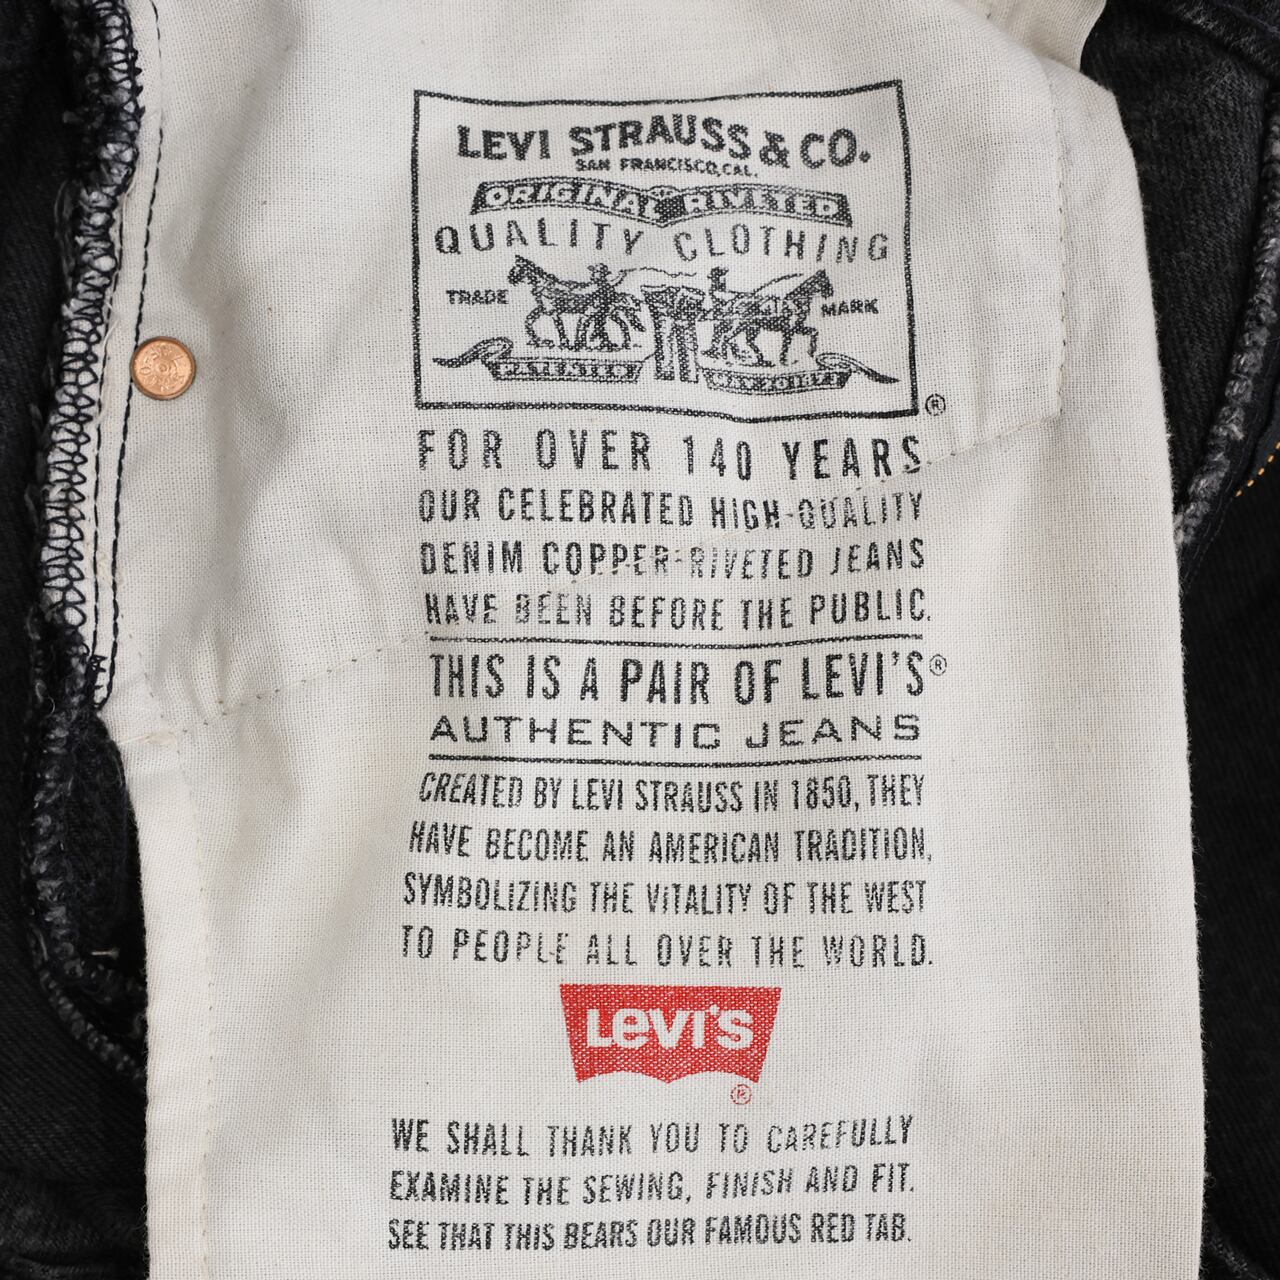 LEVI STRAUSS & CO.
SAN FRANCISCO, CAL.
ORIGINAL RIVETED
QUALITY CLOTHING
TRADE MARK
PATENTED
®
FOR OVER 140 YEARS
OUR CELEBRATED HIGH-QUALITY
DENIM COPPER-RIVETED JEANS
HAVE BEEN BEFORE THE PUBLIC.
THIS IS A PAIR OF LEVI'S®
AUTHENTIC JEANS
CREATED BY LEVI STRAUSS IN 1850, THEY
HAVE BECOME AN AMERICAN TRADITION,
SYMBOLIZING THE VITALITY OF THE WEST
TO PEOPLE ALL OVER THE WORLD.
LEVI'S
®
WE SHALL THANK YOU TO CAREFULLY
EXAMINE THE SEWING, FINISH AND FIT.
SEE THAT THIS BEARS OUR FAMOUS RED TAB.